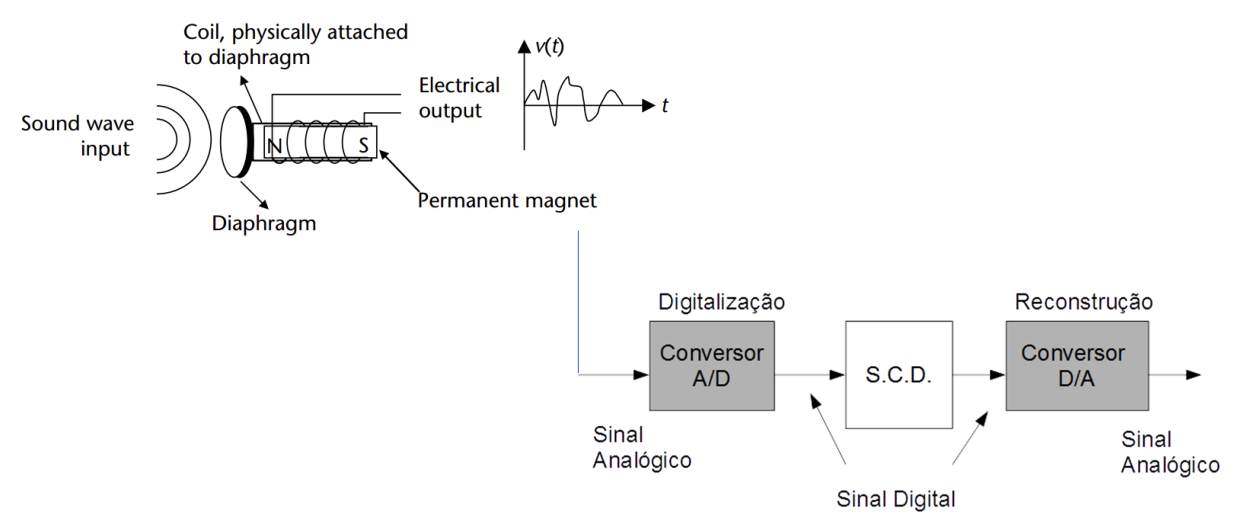 Coil, physically attached
to diaphragm
v(t)
Electrical
output
t
Sound wave
input
N
S
Permanent magnet
Diaphragm
Digitalização
Reconstrução
Conversor
A/D
S.C.D.
Conversor
D/A
Sinal
Analógico
Sinal
Analógico
Sinal Digital